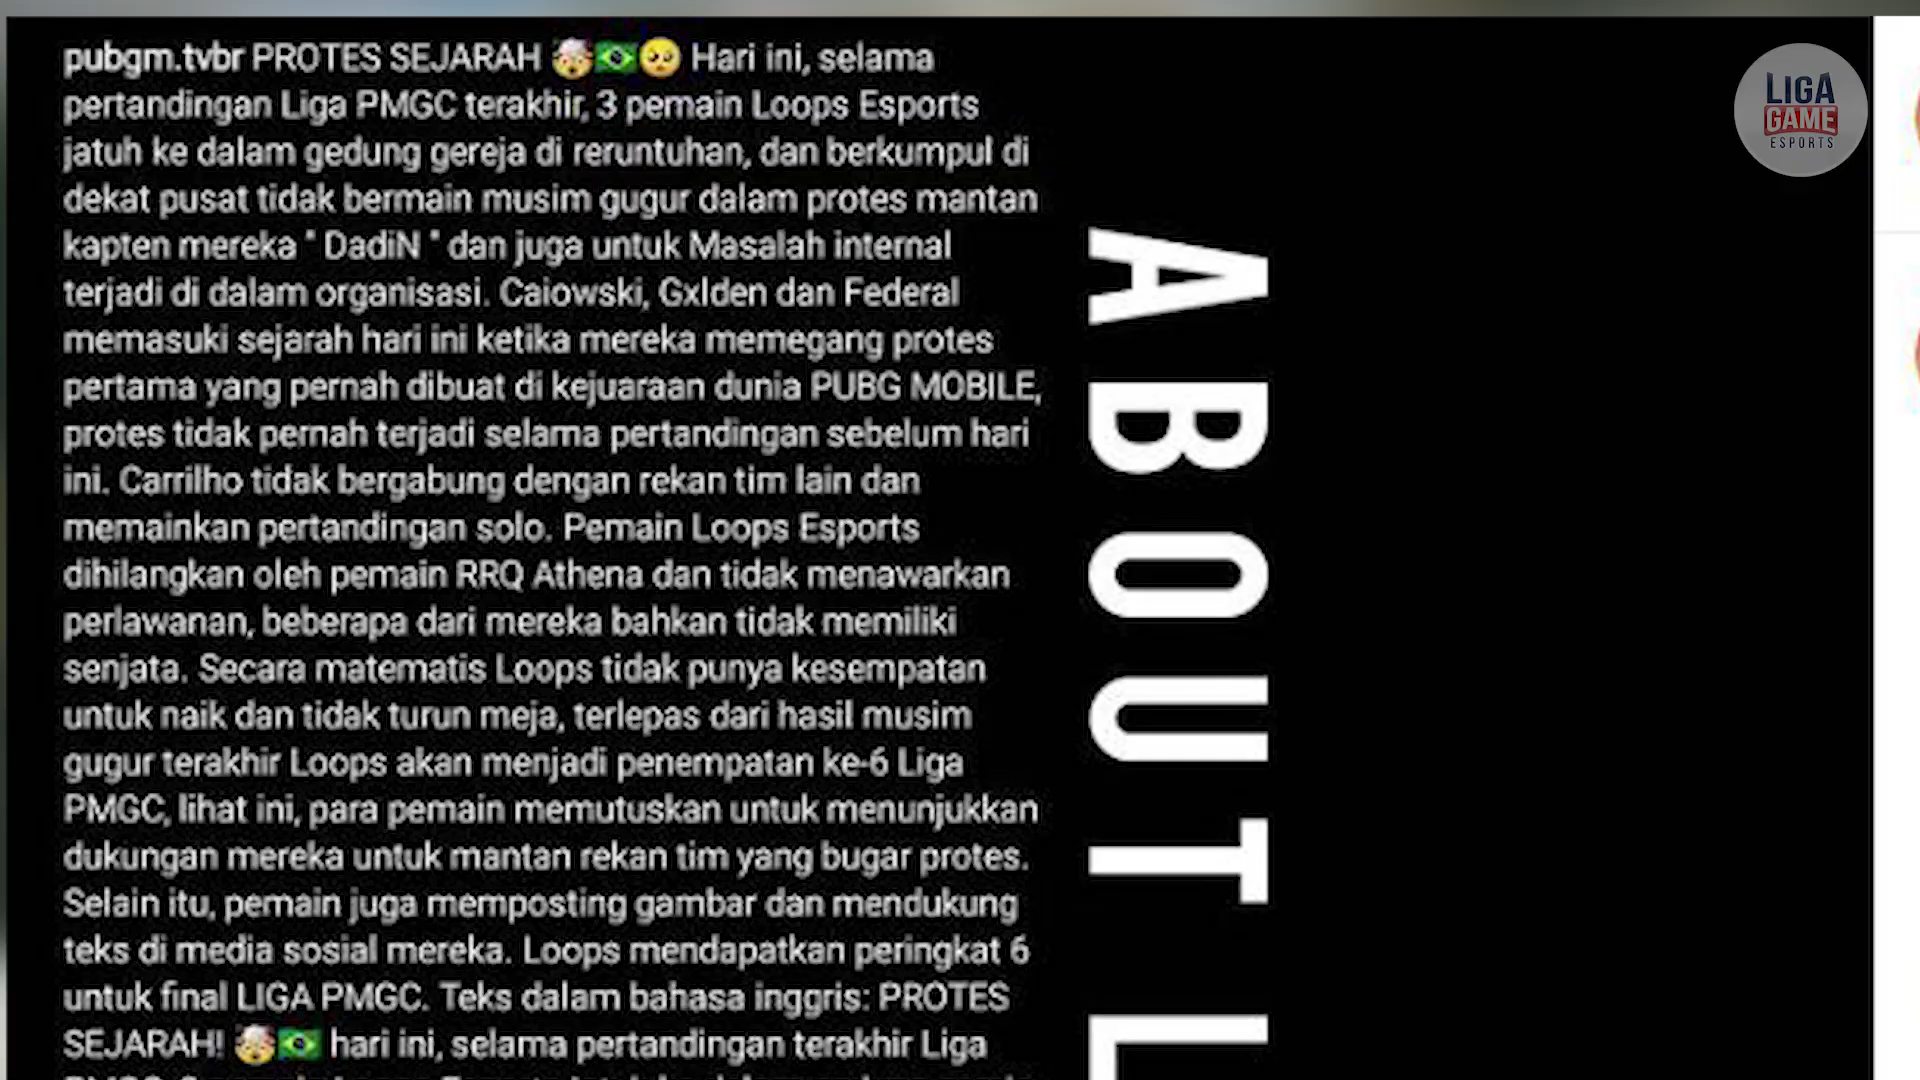 pubgm.tvbr PROTES SEJARAH 🤯🇧🇷🥺 Hari ini, selama
pertandingan Liga PMGC terakhir, 3 pemain Loops Esports
jatuh ke dalam gedung gereja di reruntuhan, dan berkumpul di
dekat pusat tidak bermain musim gugur dalam protes mantan
kapten mereka " DadiN " dan juga untuk Masalah internal
terjadi di dalam organisasi. Caiowski, Gxlden dan Federal
memasuki sejarah hari ini ketika mereka memegang protes
pertama yang pernah dibuat di kejuaraan dunia PUBG MOBILE,
protes tidak pernah terjadi selama pertandingan sebelum hari
ini. Carrilho tidak bergabung dengan rekan tim lain dan
memainkan pertandingan solo. Pemain Loops Esports
dihilangkan oleh pemain RRQ Athena dan tidak menawarkan
perlawanan, beberapa dari mereka bahkan tidak memiliki
senjata. Secara matematis Loops tidak punya kesempatan
untuk naik dan tidak turun meja, terlepas dari hasil musim
gugur terakhir Loops akan menjadi penempatan ke-6 Liga
PMGC, lihat ini, para pemain memutuskan untuk menunjukkan
dukungan mereka untuk mantan rekan tim yang bugar protes.
Selain itu, pemain juga memposting gambar dan mendukung
teks di media sosial mereka. Loops mendapatkan peringkat 6
untuk final LIGA PMGC. Teks dalam bahasa inggris: PROTES
SEJARAH! 🤯🇧🇷 hari ini, selama pertandingan terakhir Liga
ABOUT L
LIGA
GAME
ESPORTS